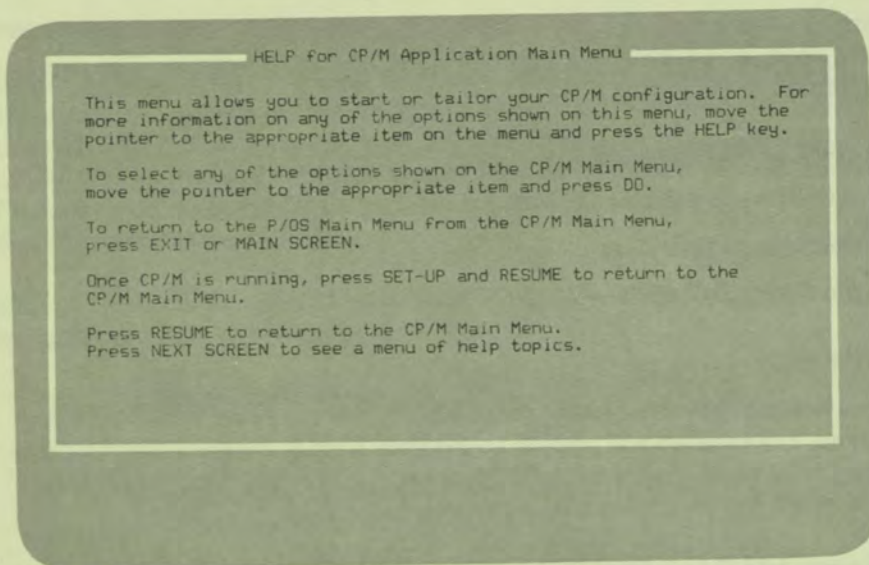 HELP for CP/M Application Main Menu
This menu allows you to start or tailor your CP/M configuration. For
more information on any of the options shown on this menu, move the
pointer to the appropriate item on the menu and press the HELP key.
To select any of the options shown on the CP/M Main Menu,
move the pointer to the appropriate item and press DO.
To return to the P/OS Main Menu from the CP/M Main Menu,
press EXIT or MAIN SCREEN.
Once CP/M is running, press SET-UP and RESUME to return to the
CP/M Main Menu.
Press RESUME to return to the CP/M Main Menu.
Press NEXT SCREEN to see a menu of help topics.